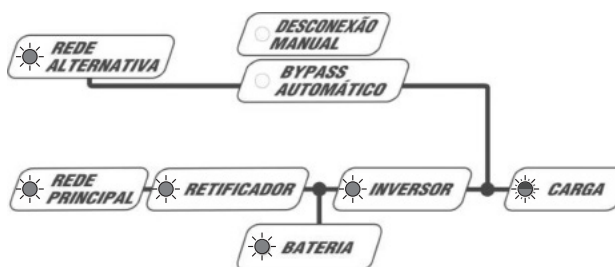 DESCONEXÃO
MANUAL
REDE
ALTERNATIVA
BYPASS
AUTOMÁTICO
REDE
PRINCIPAL
RETIFICADOR
INVERSOR
CARGA
BATERIA